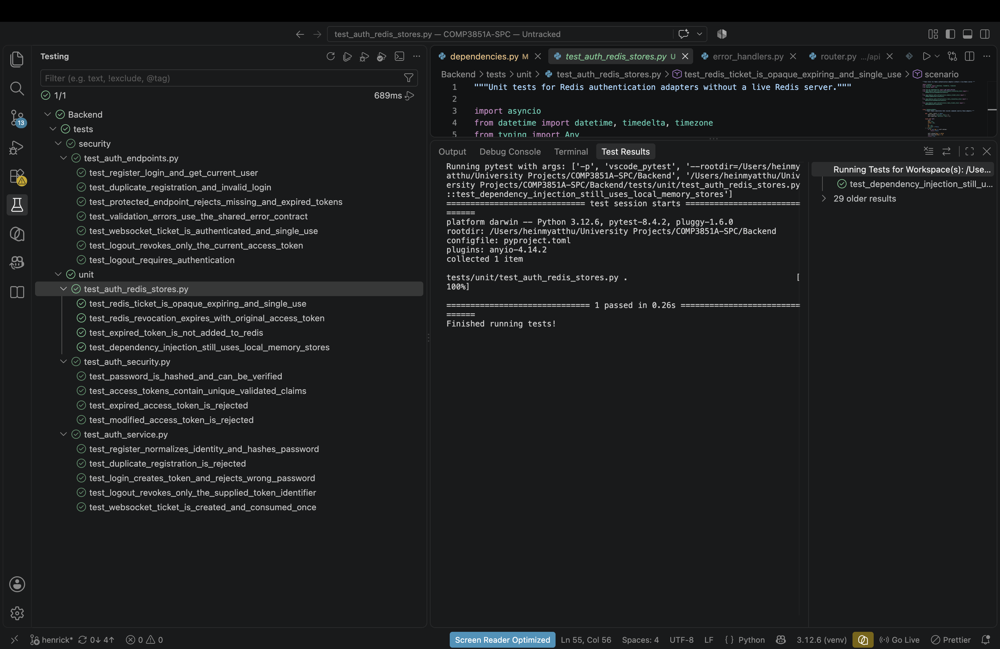 test_auth_redis_stores.py — COMP3851A-SPC — Untracked
Testing
Filter (e.g. text, !exclude, @tag)
1/1
689ms
Backend
tests
security
test_auth_endpoints.py
test_register_login_and_get_current_user
test_duplicate_registration_and_invalid_login
test_protected_endpoint_rejects_missing_and_expired_tokens
test_validation_errors_use_the_shared_error_contract
test_websocket_ticket_is_authenticated_and_single_use
test_logout_revokes_only_the_current_access_token
test_logout_requires_authentication
unit
test_auth_redis_stores.py
test_redis_ticket_is_opaque_expiring_and_single_use
test_redis_revocation_expires_with_original_access_token
test_expired_token_is_not_added_to_redis
test_dependency_injection_still_uses_local_memory_stores
test_auth_security.py
test_password_is_hashed_and_can_be_verified
test_access_tokens_contain_unique_validated_claims
test_expired_access_token_is_rejected
test_modified_access_token_is_rejected
test_auth_service.py
test_register_normalizes_identity_and_hashes_password
test_duplicate_registration_is_rejected
test_login_creates_token_and_rejects_wrong_password
test_logout_revokes_only_the_supplied_token_identifier
test_websocket_ticket_is_created_and_consumed_once
13
dependencies.py M
test_auth_redis_stores.py U
error_handlers.py
router.py .../api
Backend > tests > unit > test_auth_redis_stores.py > test_redis_ticket_is_opaque_expiring_and_single_use > scenario
1 """Unit tests for Redis authentication adapters without a live Redis server."""
2
3 import asyncio
4 from datetime import datetime, timedelta, timezone
5 from typing import Any
Output Debug Console Terminal Test Results
Running pytest with args: ['-p', 'vscode_pytest', '--rootdir=/Users/heinmy
atthu/University Projects/COMP3851A-SPC/Backend', '/Users/heinmyatthu/Univ
ersity Projects/COMP3851A-SPC/Backend/tests/unit/test_auth_redis_stores.py
::test_dependency_injection_still_uses_local_memory_stores']
============================= test session starts ========================
======
platform darwin -- Python 3.12.6, pytest-8.4.2, pluggy-1.6.0
rootdir: /Users/heinmyatthu/University Projects/COMP3851A-SPC/Backend
configfile: pyproject.toml
plugins: anyio-4.14.2
collected 1 item
tests/unit/test_auth_redis_stores.py . [
100%]
============================== 1 passed in 0.26s =========================
======
Finished running tests!
Running Tests for Workspace(s): /Use...
test_dependency_injection_still_u...
29 older results
henrick* 0↓ 4↑ 0 0
Screen Reader Optimized Ln 55, Col 56 Spaces: 4 UTF-8 LF {} Python 3.12.6 (venv) Go Live Prettier